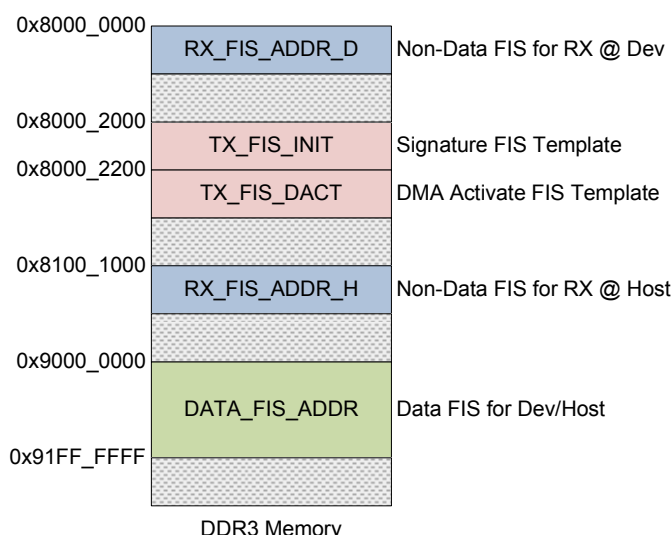 0x8000_0000
RX_FIS_ADDR_D Non-Data FIS for RX @ Dev
0x8000_2000
TX_FIS_INIT Signature FIS Template
0x8000_2200
TX_FIS_DACT DMA Activate FIS Template
0x8100_1000
RX_FIS_ADDR_H Non-Data FIS for RX @ Host
0x9000_0000
DATA_FIS_ADDR Data FIS for Dev/Host
0x91FF_FFFF
DDR3 Memory